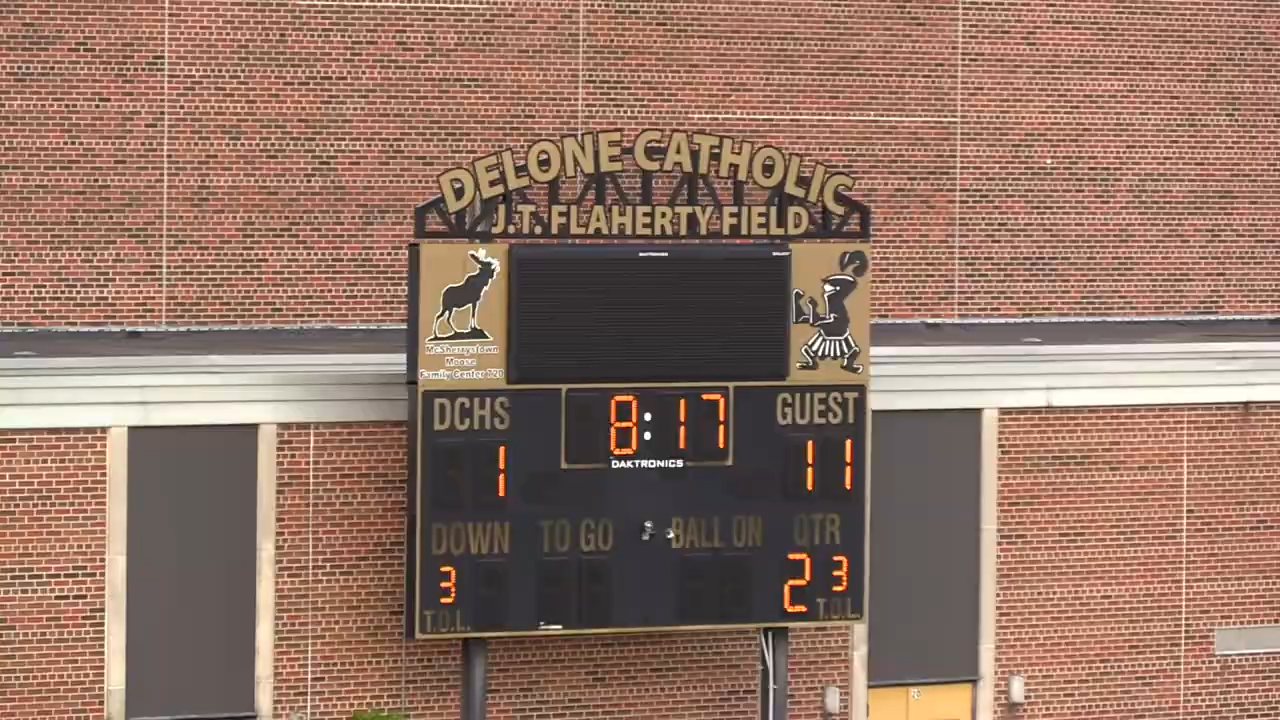 DELONE CATHOLIC
J.T. FLAHERTY FIELD
DAKTRONICS
McSherrystown
Moose
Family Center 720
DCHS 8:17 GUEST
DAKTRONICS
1 11
DOWN TO GO BALL ON QTR
3 2 3
T.O.L. T.O.L.